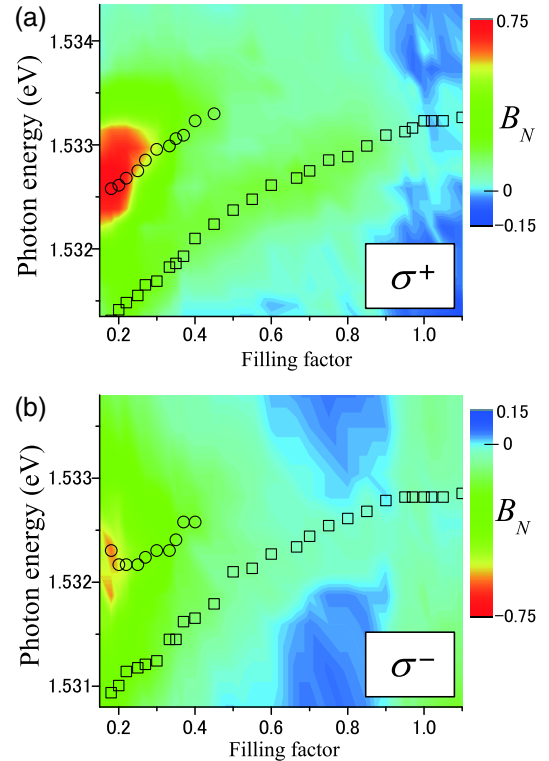 (a)
1.534
1.533
1.532
Photon energy (eV)
0.2 0.4 0.6 0.8 1.0
Filling factor
0.75
B_N
0
−0.15
σ⁺
(b)
1.533
1.532
1.531
Photon energy (eV)
0.2 0.4 0.6 0.8 1.0
Filling factor
0.15
0
B_N
−0.75
σ⁻